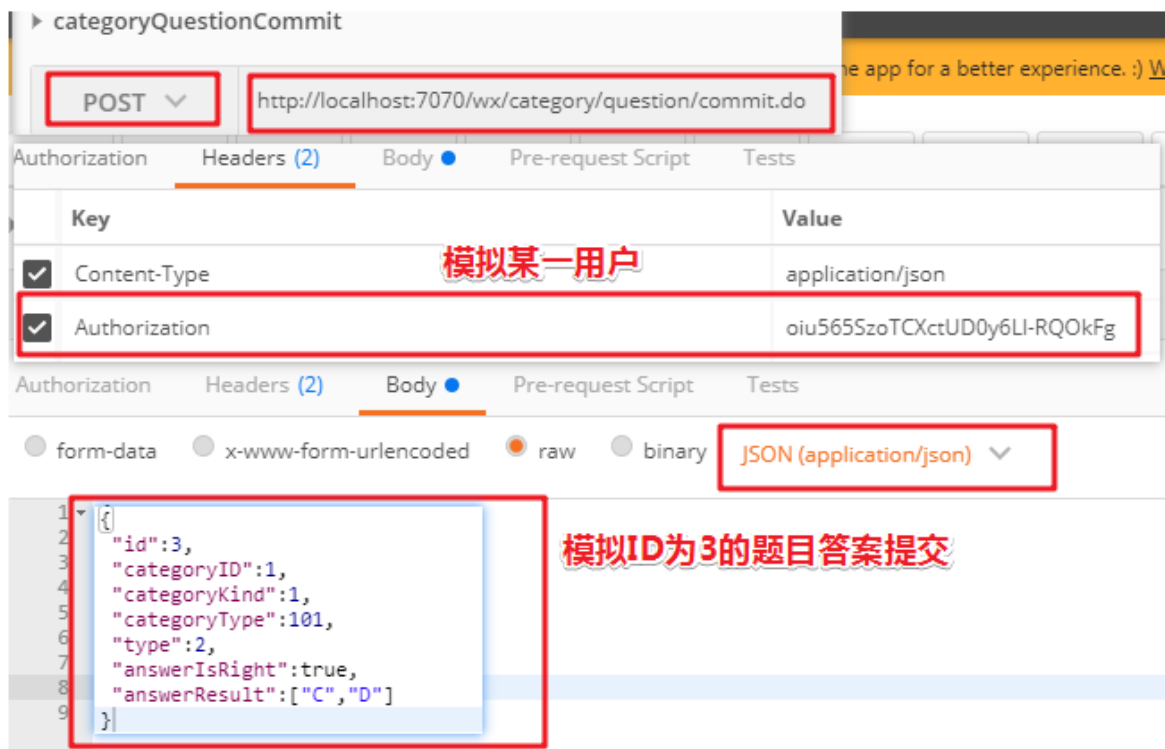 categoryQuestionCommit
he app for a better experience. :) W
POST
http://localhost:7070/wx/category/question/commit.do
Authorization Headers (2) Body Pre-request Script Tests
Key Value
模拟某一用户
Content-Type application/json
Authorization oiu565SzoTCXctUD0y6LI-RQOkFg
Authorization Headers (2) Body Pre-request Script Tests
form-data x-www-form-urlencoded raw binary JSON (application/json)
1 {
2 "id":3,
3 "categoryID":1,
4 "categoryKind":1,
5 "categoryType":101,
6 "type":2,
7 "answerIsRight":true,
8 "answerResult":["C","D"]
9 }
模拟ID为3的题目答案提交